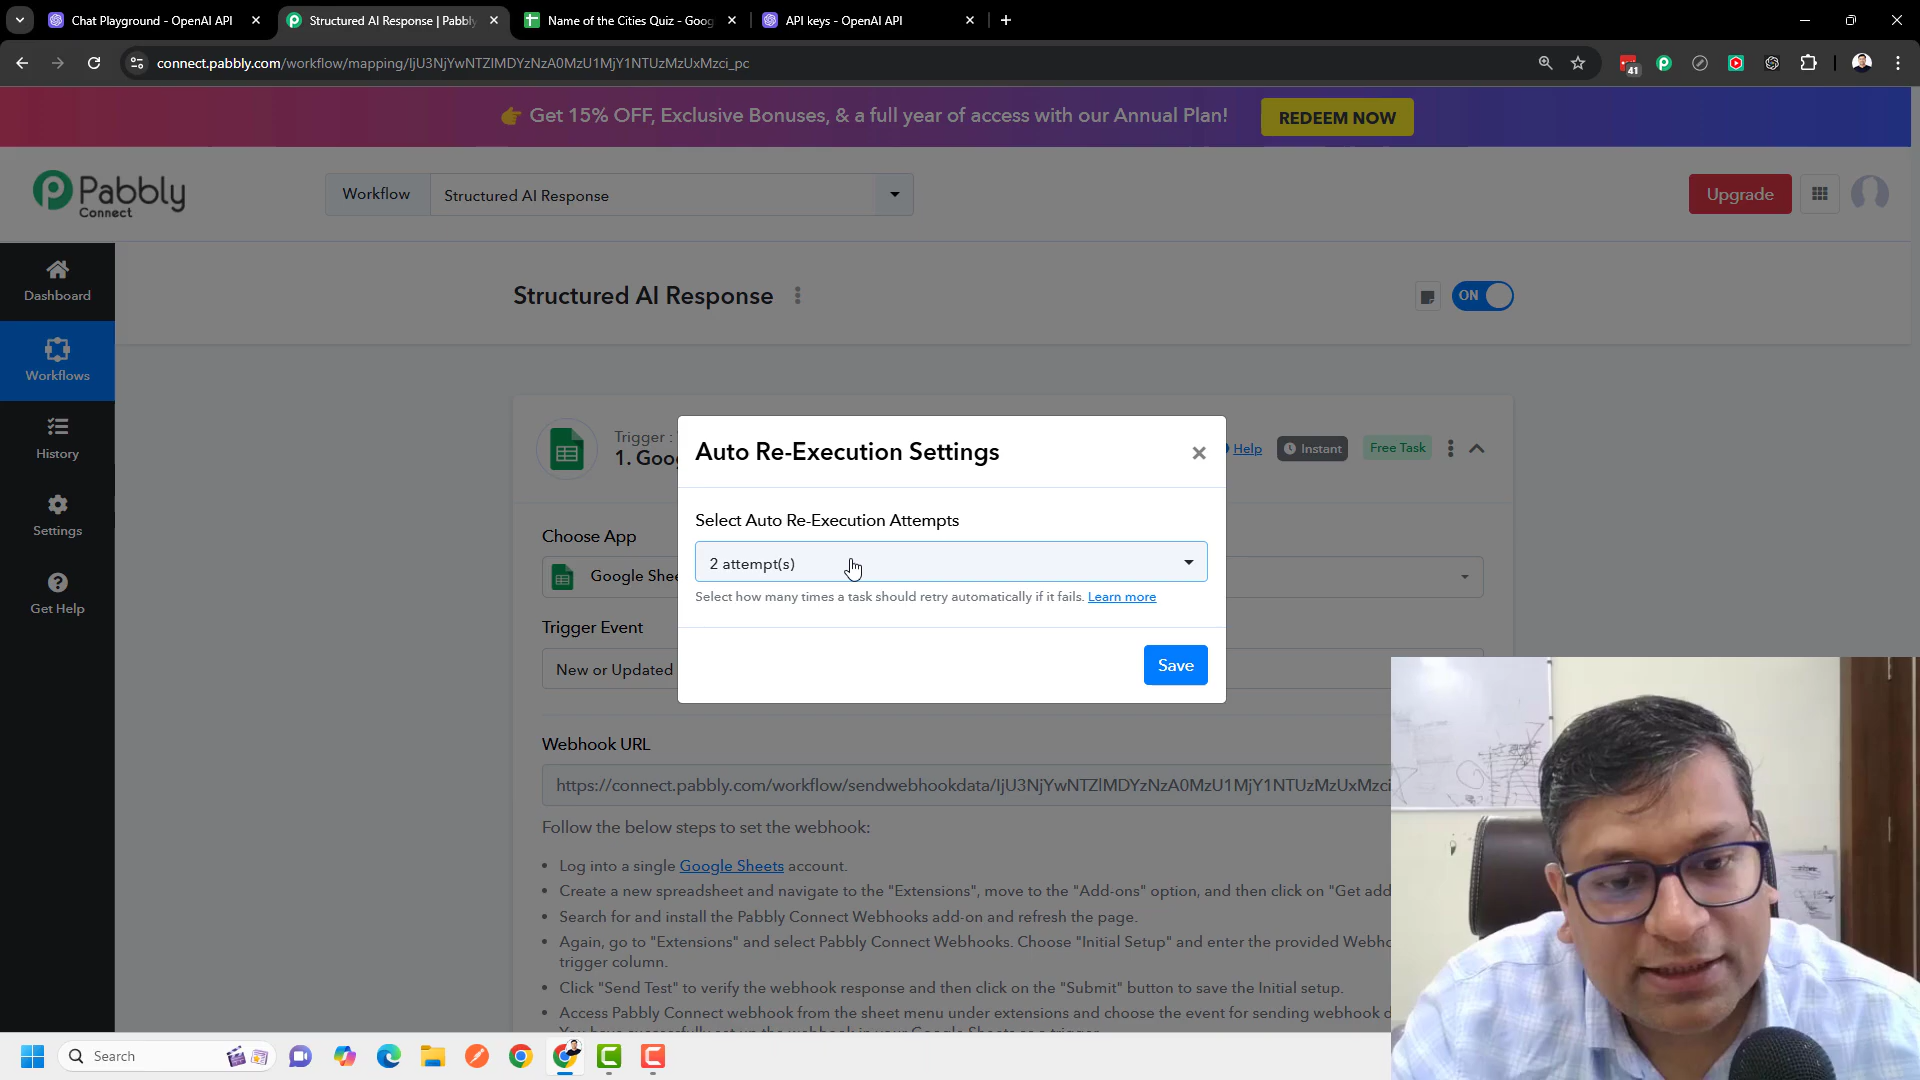 Chat Playground - OpenAI API
Structured AI Response | Pabbly
Name of the Cities Quiz - Goog
API keys - OpenAI API
connect.pabbly.com/workflow/mapping/IjU3NjYwNTZlMDYzNzA0MzU1MjY1NTUzMzUxMzci_pc
41
👉 Get 15% OFF, Exclusive Bonuses, & a full year of access with our Annual Plan!
REDEEM NOW
Pabbly
Connect
Workflow
Structured AI Response
Upgrade
Dashboard
Workflows
History
Settings
Get Help
Structured AI Response
ON
Trigger :
1. Goo
Help
Instant
Free Task
Choose App
Google Shee
Trigger Event
New or Updated
Auto Re-Execution Settings
×
Select Auto Re-Execution Attempts
2 attempt(s)
Select how many times a task should retry automatically if it fails. Learn more
Save
Webhook URL
https://connect.pabbly.com/workflow/sendwebhookdata/IjU3NjYwNTZlMDYzNzA0MzU1MjY1NTUzMzUxMzci
Follow the below steps to set the webhook:
• Log into a single Google Sheets account.
• Create a new spreadsheet and navigate to the "Extensions", move to the "Add-ons" option, and then click on "Get add
• Search for and install the Pabbly Connect Webhooks add-on and refresh the page.
• Again, go to "Extensions" and select Pabbly Connect Webhooks. Choose "Initial Setup" and enter the provided Webho
trigger column.
• Click "Send Test" to verify the webhook response and then click on the "Submit" button to save the Initial setup.
• Access Pabbly Connect webhook from the sheet menu under extensions and choose the event for sending webhook d
Search